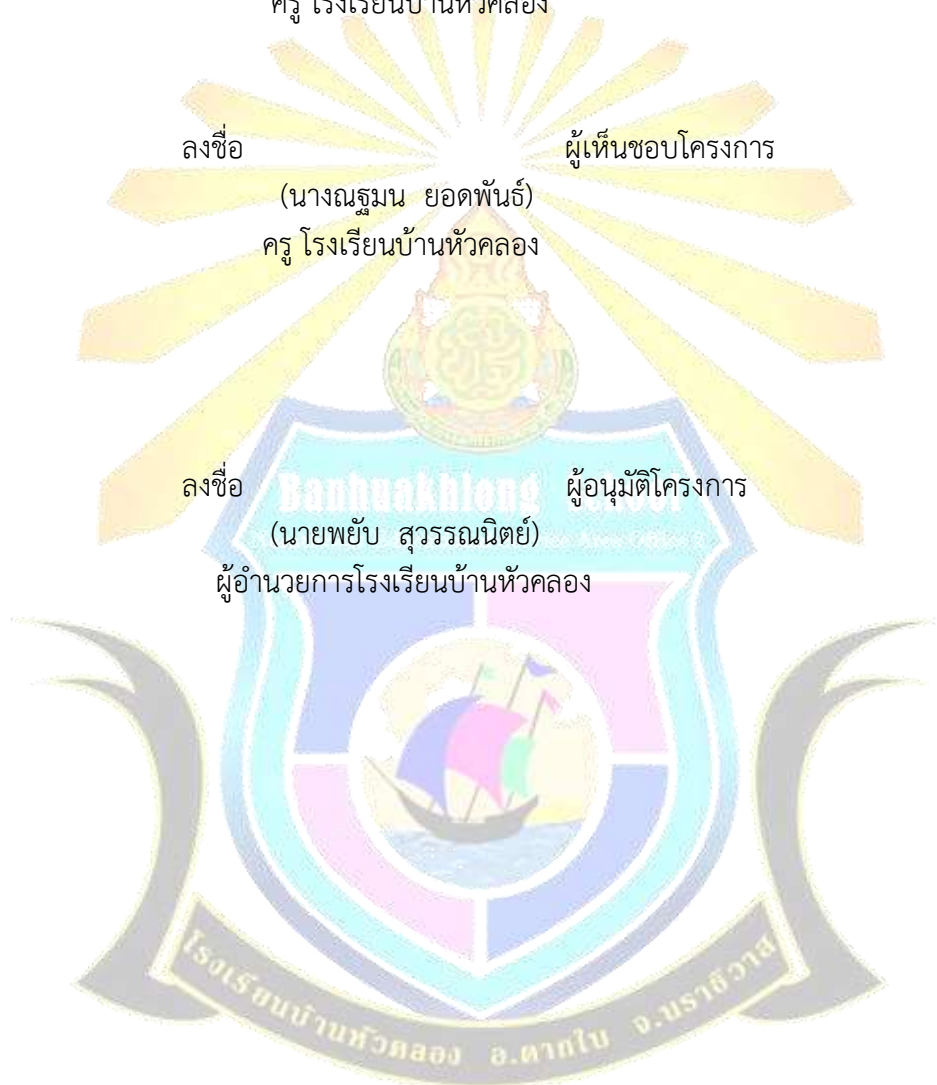 ครู โรงเรียนบ้านหัวคลอง
ลงชื่อ ผู้เห็นชอบโครงการ
(นางณฐมน ยอดพันธ์)
ครู โรงเรียนบ้านหัวคลอง
ลงชื่อ ผู้อนุมัติโครงการ
Banhuakhlong School
(นายพยับ สุวรรณนิตย์)
Area Office 2
ผู้อำนวยการโรงเรียนบ้านหัวคลอง
โรงเรียนบ้านหัวคลอง อ.ตากใบ จ.นราธิวาส